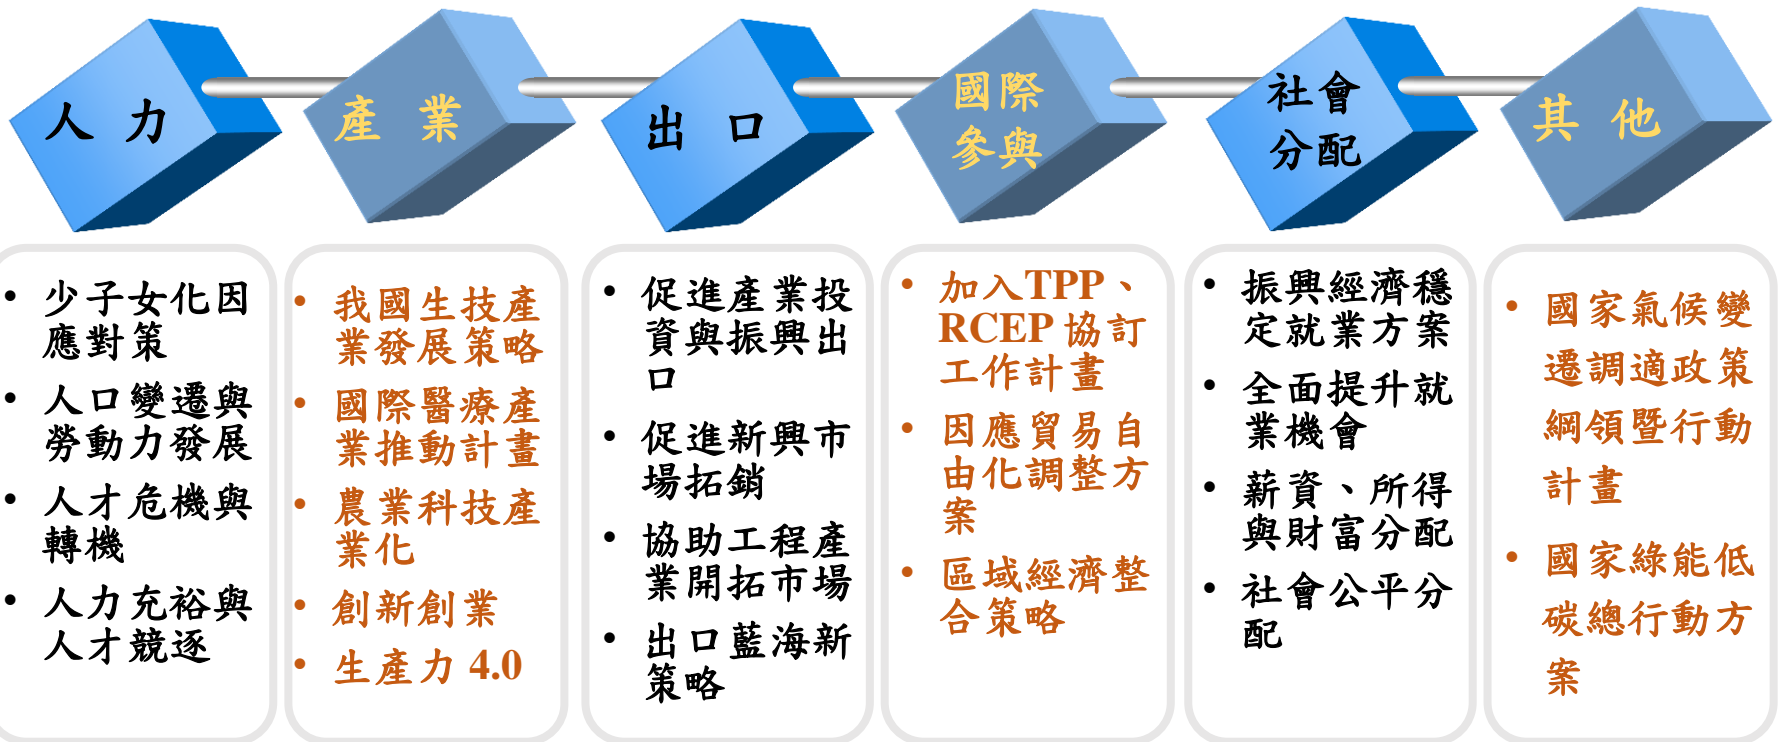 人 力
產 業
出 口
國際
參與
社會
分配
其 他
• 少子女化因
應對策
• 人口變遷與
勞動力發展
• 人才危機與
轉機
• 人力充裕與
人才競逐
• 我國生技產
業發展策略
• 國際醫療產
業推動計畫
• 農業科技產
業化
• 創新創業
• 生產力 4.0
• 促進產業投
資與振興出
口
• 促進新興市
場拓銷
• 協助工程產
業開拓市場
• 出口藍海新
策略
• 加入TPP、
RCEP 協訂
工作計畫
• 因應貿易自
由化調整方
案
• 區域經濟整
合策略
• 振興經濟穩
定就業方案
• 全面提升就
業機會
• 薪資、所得
與財富分配
• 社會公平分
配
• 國家氣候變
遷調適政策
綱領暨行動
計畫
• 國家綠能低
碳總行動方
案